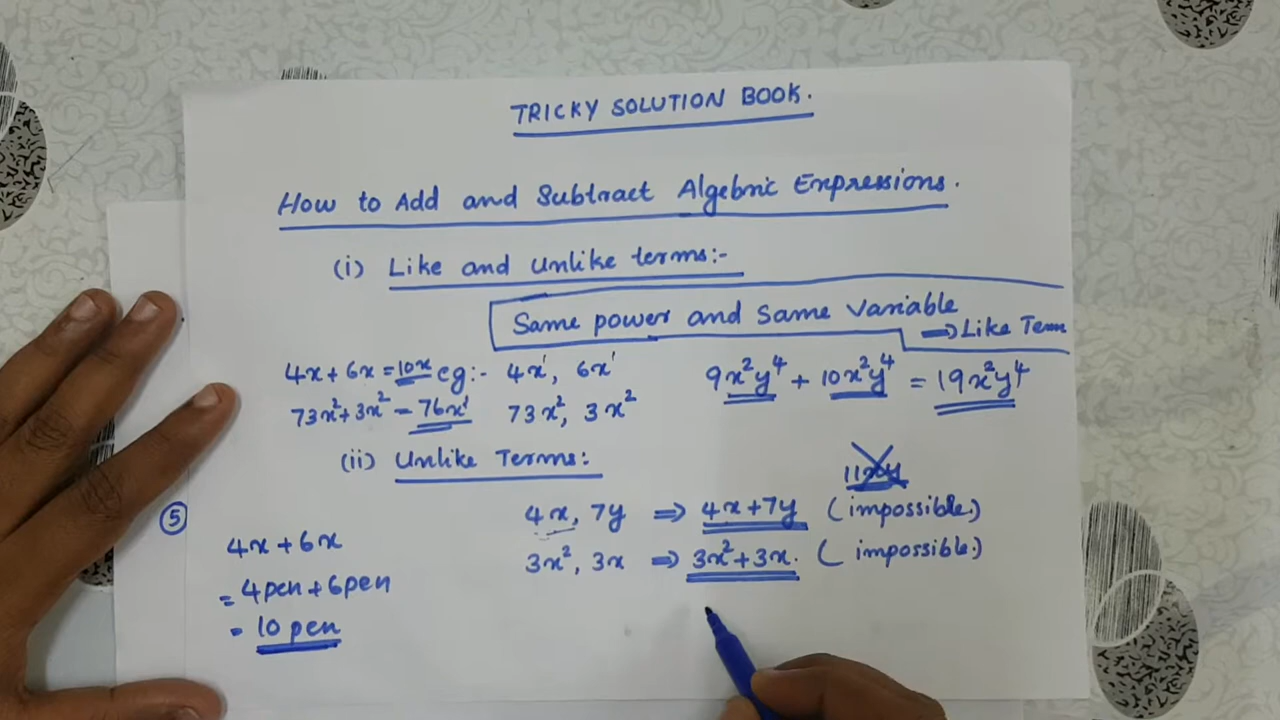 TRICKY SOLUTION BOOK.
How to Add and Subtract Algebric Expressions.
(i) Like and Unlike terms:-
Same power and Same Variable
⇒ Like Term
4x + 6x = 10x eg:- 4x¹, 6x¹ 9x²y⁴ + 10x²y⁴ = 19x²y⁴
73x² + 3x² = 76x² 73x², 3x²
(ii) Unlike Terms:
11xy
5
4x, 7y ⇒ 4x + 7y (impossible.)
3x², 3x ⇒ 3x² + 3x. (impossible.)
4x + 6x
= 4pen + 6pen
= 10 pen